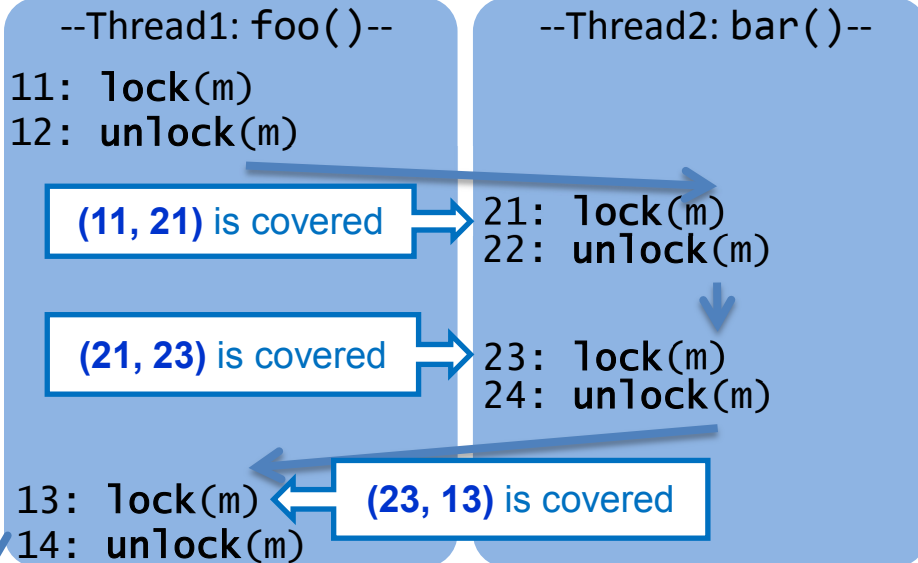 --Thread1: foo()--
--Thread2: bar()--
11: lock(m)
12: unlock(m)
(11, 21) is covered
21: lock(m)
22: unlock(m)
(21, 23) is covered
23: lock(m)
24: unlock(m)
13: lock(m)
(23, 13) is covered
14: unlock(m)